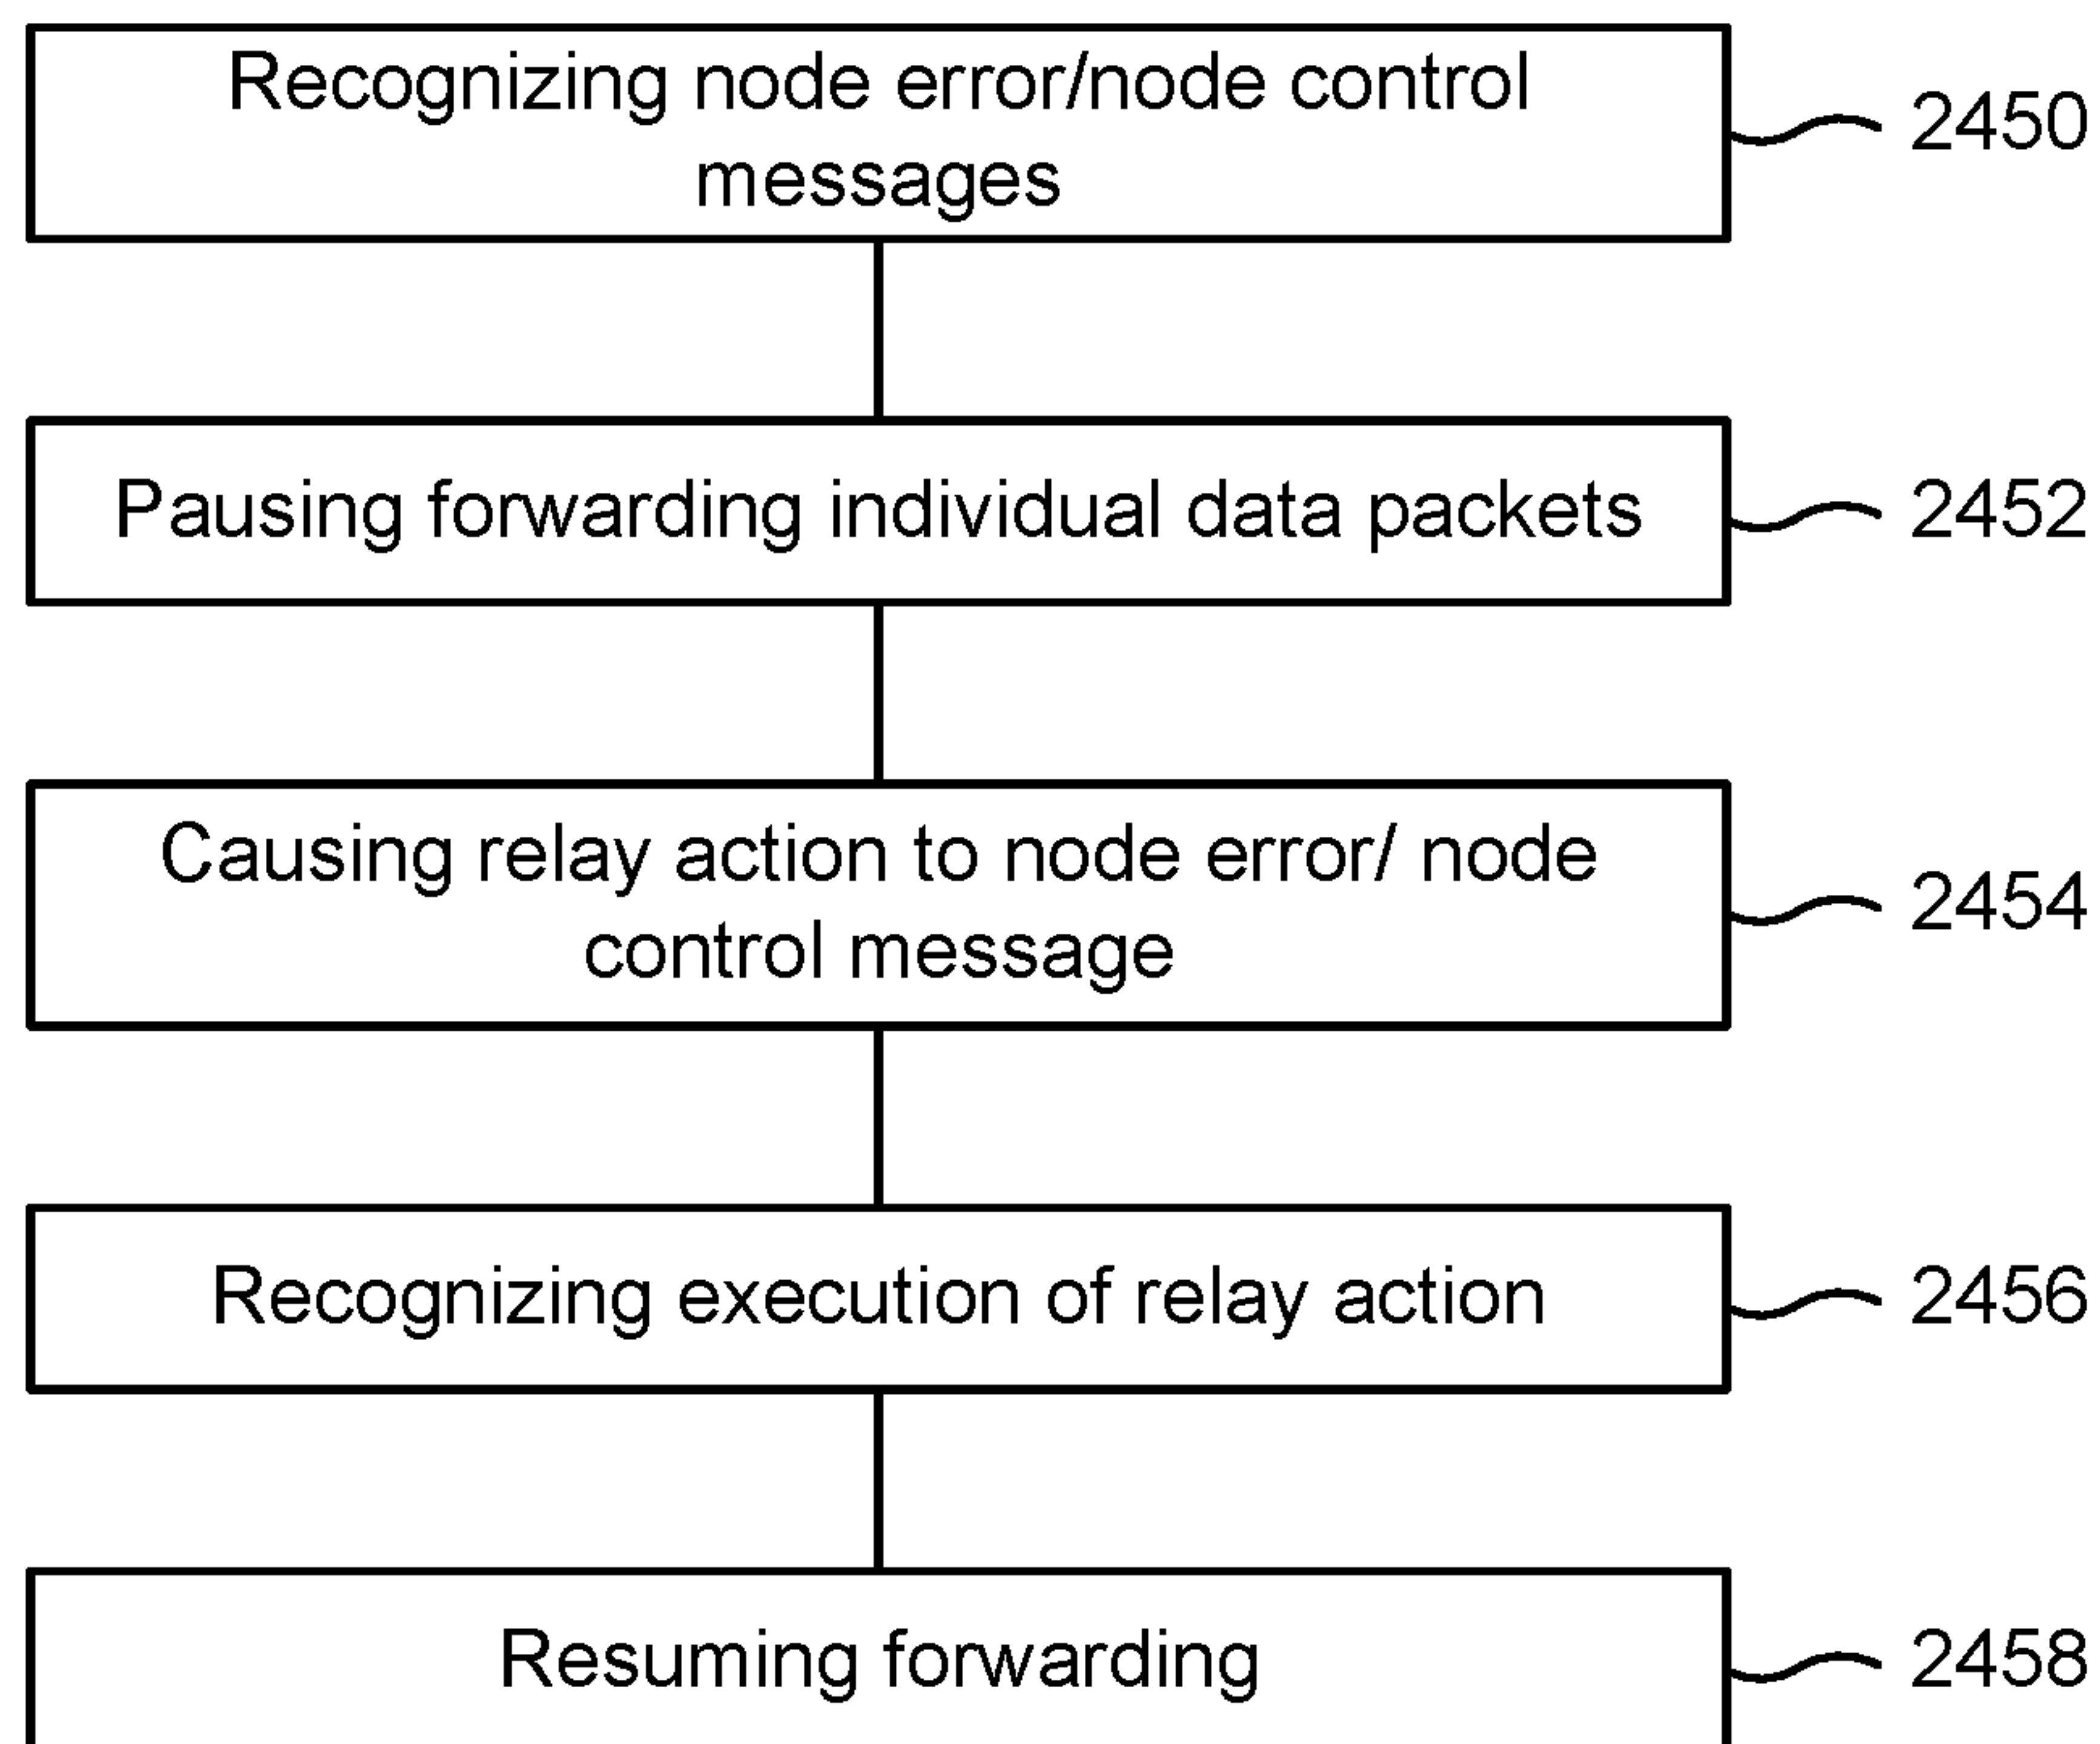 Recognizing node error/node control
messages
2450
Pausing forwarding individual data packets
2452
Causing relay action to node error/ node
control message
2454
Recognizing execution of relay action
2456
Resuming forwarding
2458